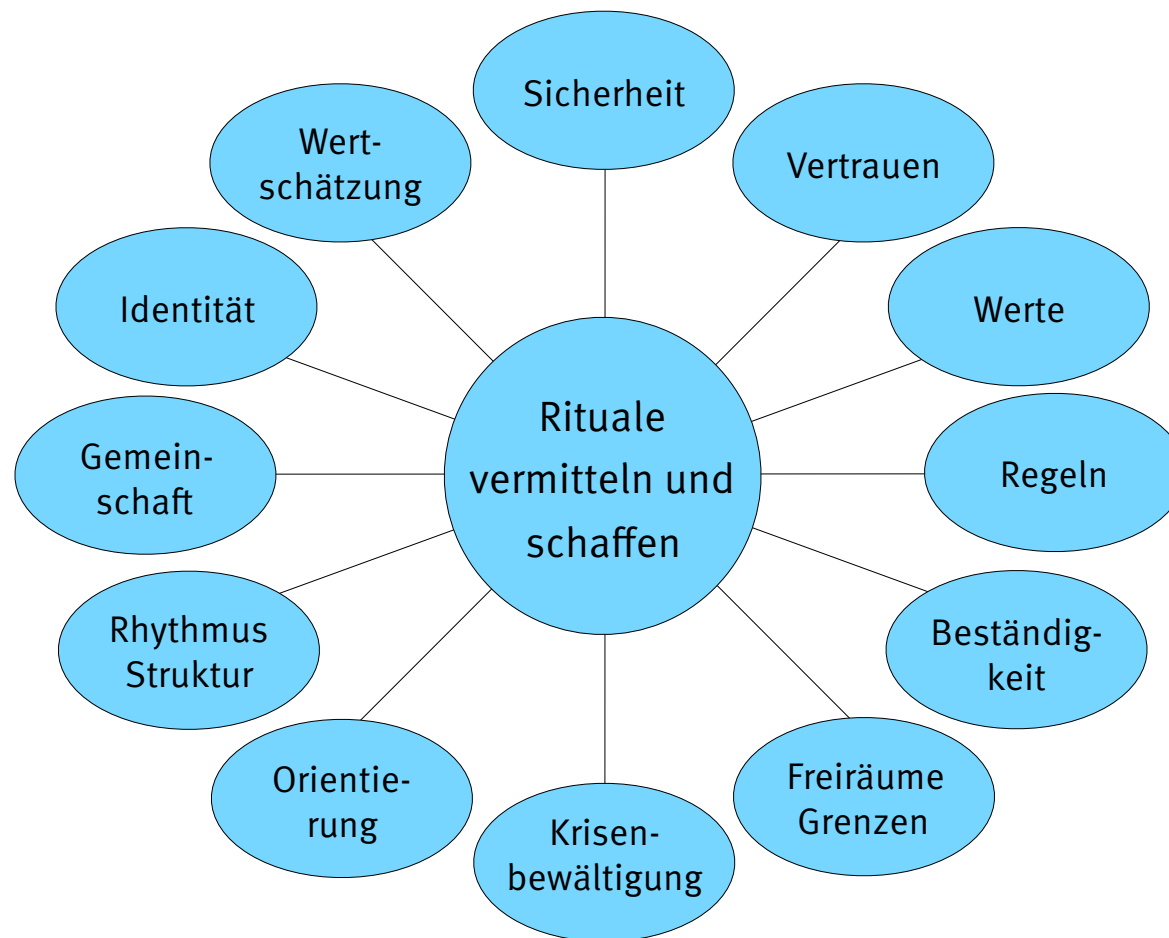 Sicherheit
Wert-
schätzung
Vertrauen
Identität
Werte
Rituale
vermitteln und
schaffen
Gemein-
schaft
Regeln
Rhythmus
Struktur
Beständig-
keit
Orientie-
rung
Freiräume
Grenzen
Krisen-
bewältigung